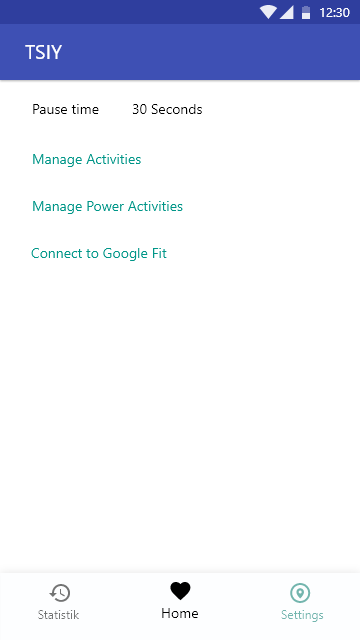 12:30
TSIY
Pause time 30 Seconds
Manage Activities
Manage Power Activities
Connect to Google Fit
Statistik Home Settings